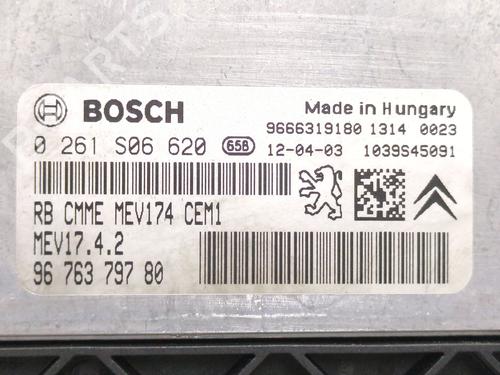 BOSCH
Made in Hungary
9666319180 1314 0023
0 261 S06 620 65B 12-04-03 1039S45091
RB CMME MEV174 CEM1
MEV17.4.2
96 763 797 80